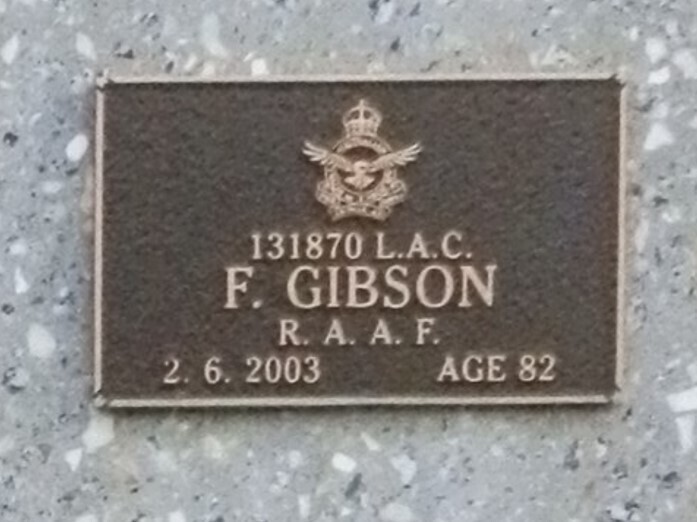 131870 L.A.C.
F. GIBSON
R. A. A. F.
2. 6. 2003 AGE 82